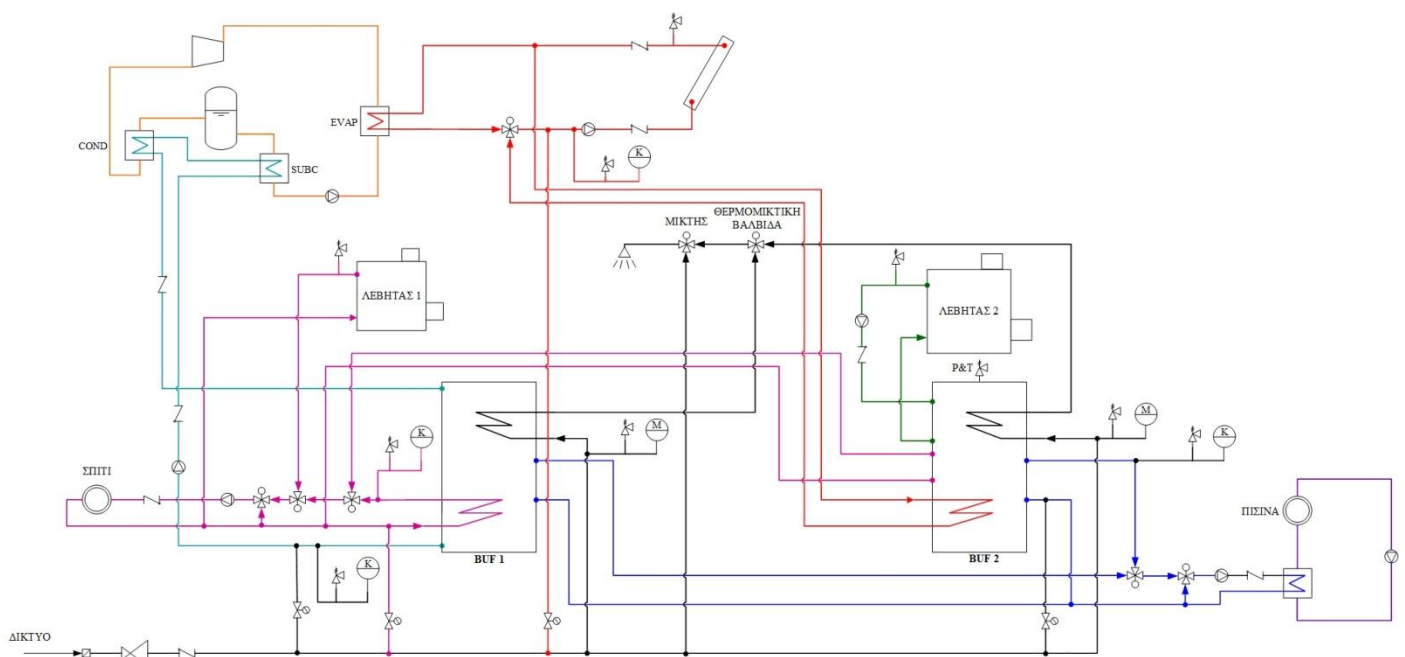 EVAP
COND
SUBC
K
ΜΙΚΤΗΣ
ΘΕΡΜΟΜΙΚΤΙΚΗ
ΒΑΛΒΙΔΑ
ΛΕΒΗΤΑΣ 1
ΛΕΒΗΤΑΣ 2
P&T
M
K
M
K
ΣΠΙΤΙ
ΠΙΣΙΝΑ
BUF 1
BUF 2
K
ΔΙΚΤΥΟ